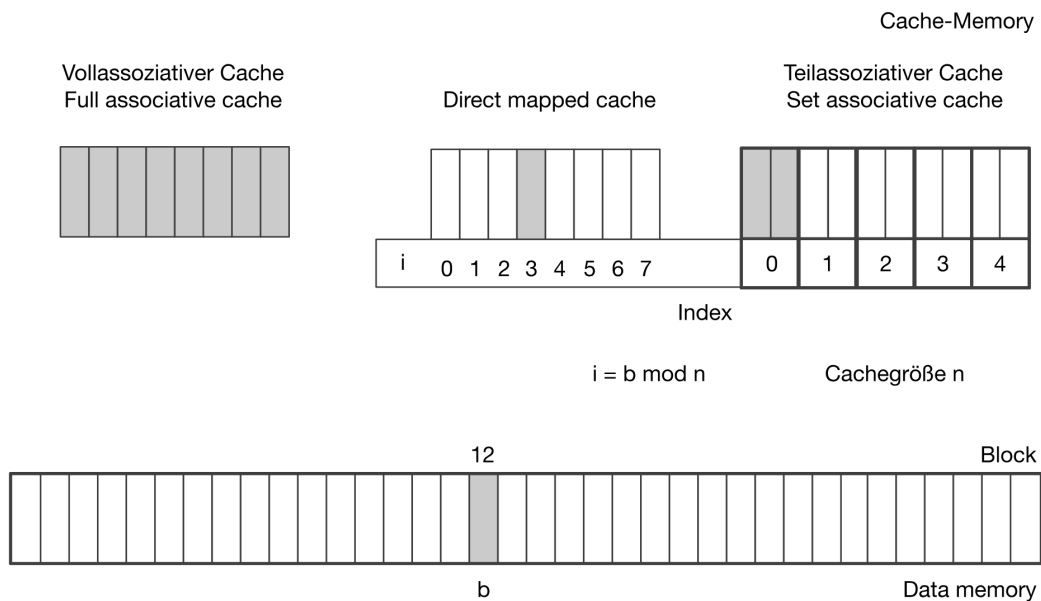 Cache-Memory
Vollassoziativer Cache
Full associative cache
Direct mapped cache
Teilassoziativer Cache
Set associative cache
i 0 1 2 3 4 5 6 7
0 1 2 3 4
Index
i = b mod n
Cachegröße n
12
Block
b
Data memory